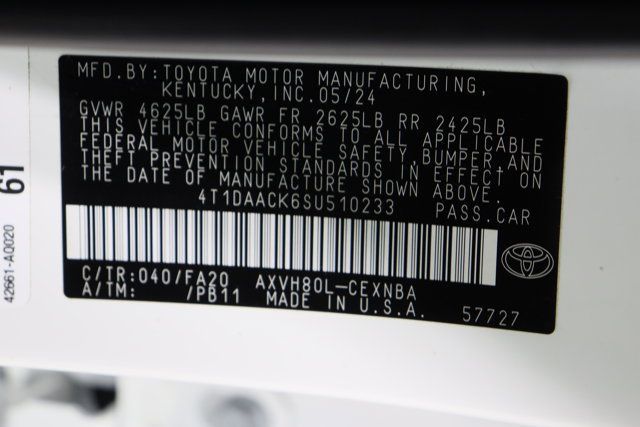 MFD.BY:TOYOTA MOTOR MANUFACTURING,
KENTUCKY,INC.05/24
GVWR 4625LB GAWR FR 2625LB RR 2425LB
THIS VEHICLE CONFORMS TO ALL APPLICABLE
FEDERAL MOTOR VEHICLE SAFETY,BUMPER AND
THEFT PREVENTION STANDARDS IN EFFECT ON
THE DATE OF MANUFACTURE SHOWN ABOVE.
4T1DAACK6SU510233 PASS.CAR
C/TR:040/FA20 AXVH80L-CEXNBA
A/TM: /PB11 MADE IN U.S.A.
57727
61
42661-A0020